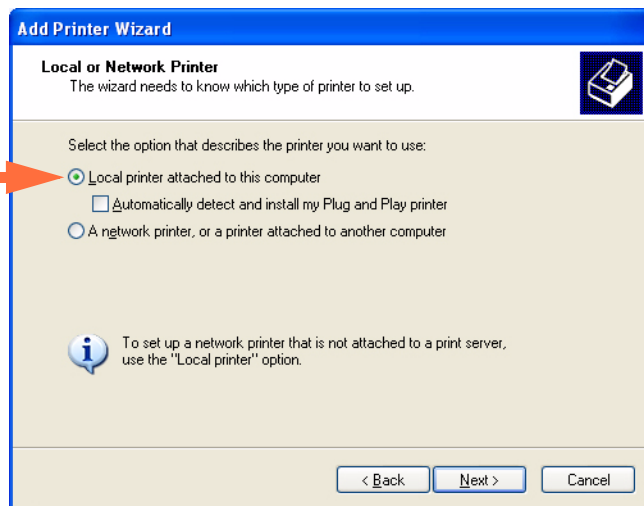 Add Printer Wizard
Local or Network Printer
The wizard needs to know which type of printer to set up.
Select the option that describes the printer you want to use:
Local printer attached to this computer
Automatically detect and install my Plug and Play printer
A network printer, or a printer attached to another computer
To set up a network printer that is not attached to a print server,
use the "Local printer" option.
< Back
Next >
Cancel